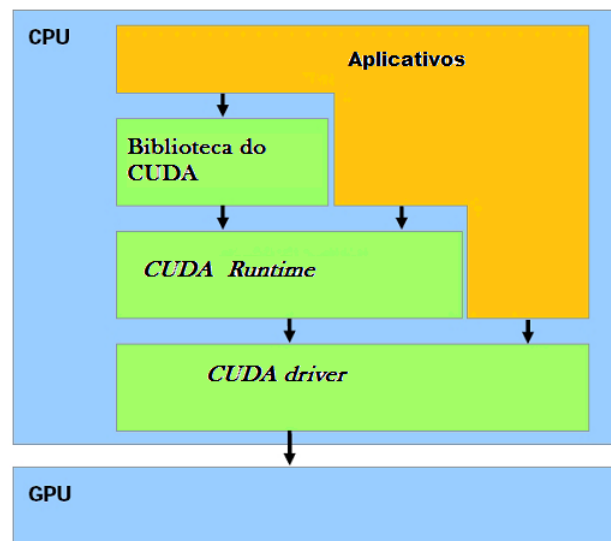 CPU
Aplicativos
Biblioteca do
CUDA
CUDA Runtime
CUDA driver
GPU